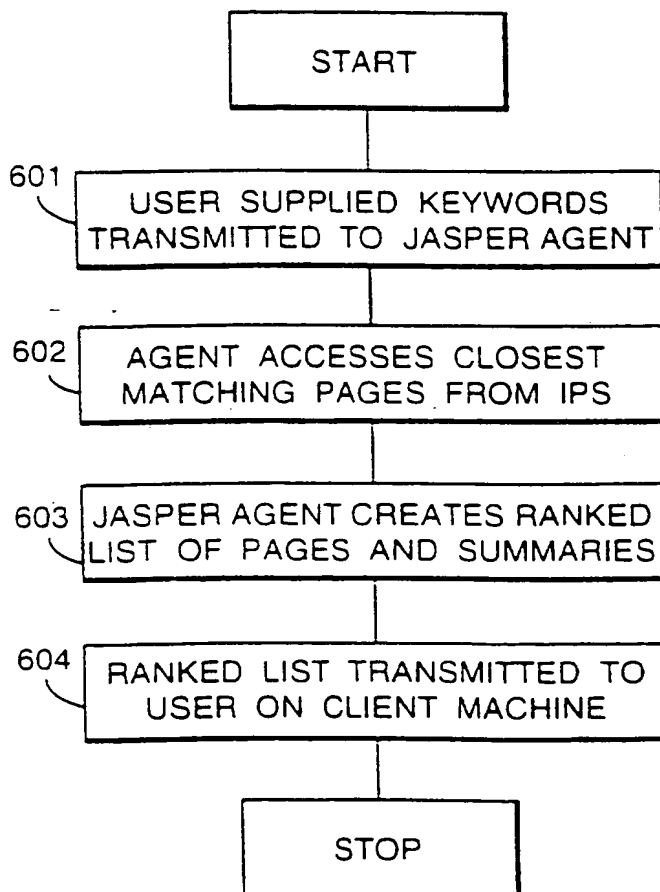 START
601
USER SUPPLIED KEYWORDS
TRANSMITTED TO JASPER AGENT
602
AGENT ACCESSES CLOSEST
MATCHING PAGES FROM IPS
603
JASPER AGENT CREATES RANKED
LIST OF PAGES AND SUMMARIES
604
RANKED LIST TRANSMITTED TO
USER ON CLIENT MACHINE
STOP